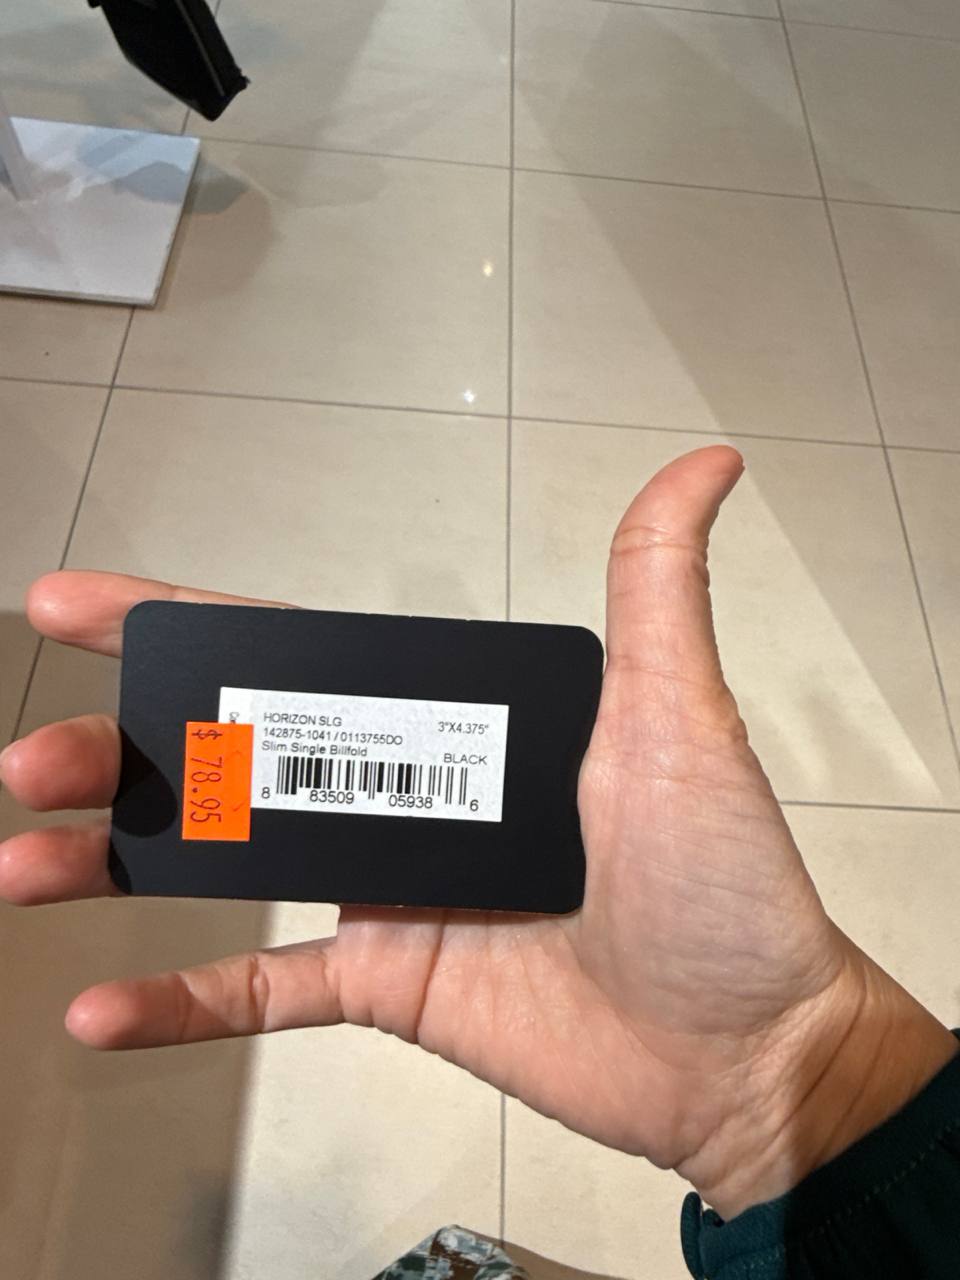 HORIZON SLG
3"X4.375"
142875-1041 / 0113755DO
Slim Single Billfold
BLACK
8 83509 05938 6
$ 78.95